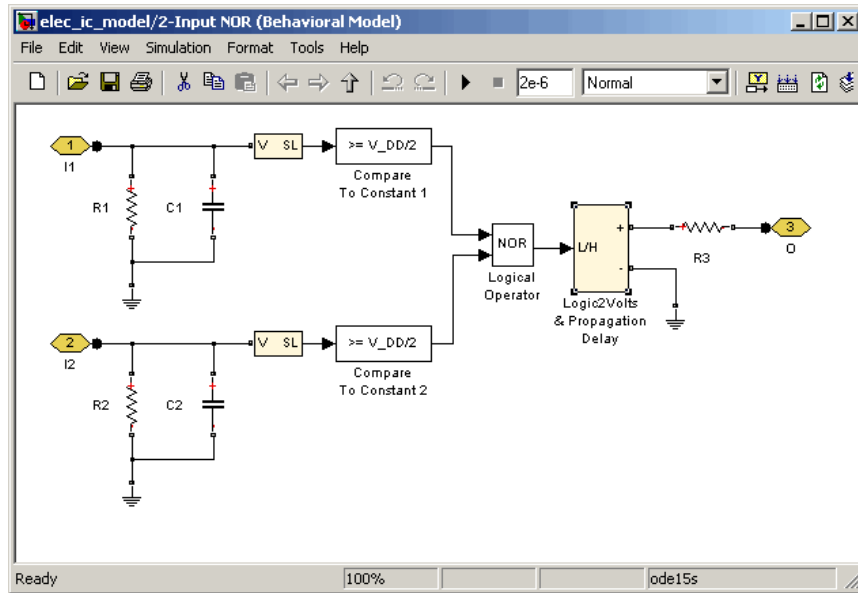 elec_ic_model/2-Input NOR (Behavioral Model)
File Edit View Simulation Format Tools Help
2e-6 Normal
1
I1
V SL
>= V_DD/2
Compare
To Constant 1
R1
C1
NOR
Logical
Operator
L/H
+
-
Logic2Volts
& Propagation
Delay
R3
3
O
2
I2
V SL
>= V_DD/2
Compare
To Constant 2
R2
C2
Ready 100% ode15s